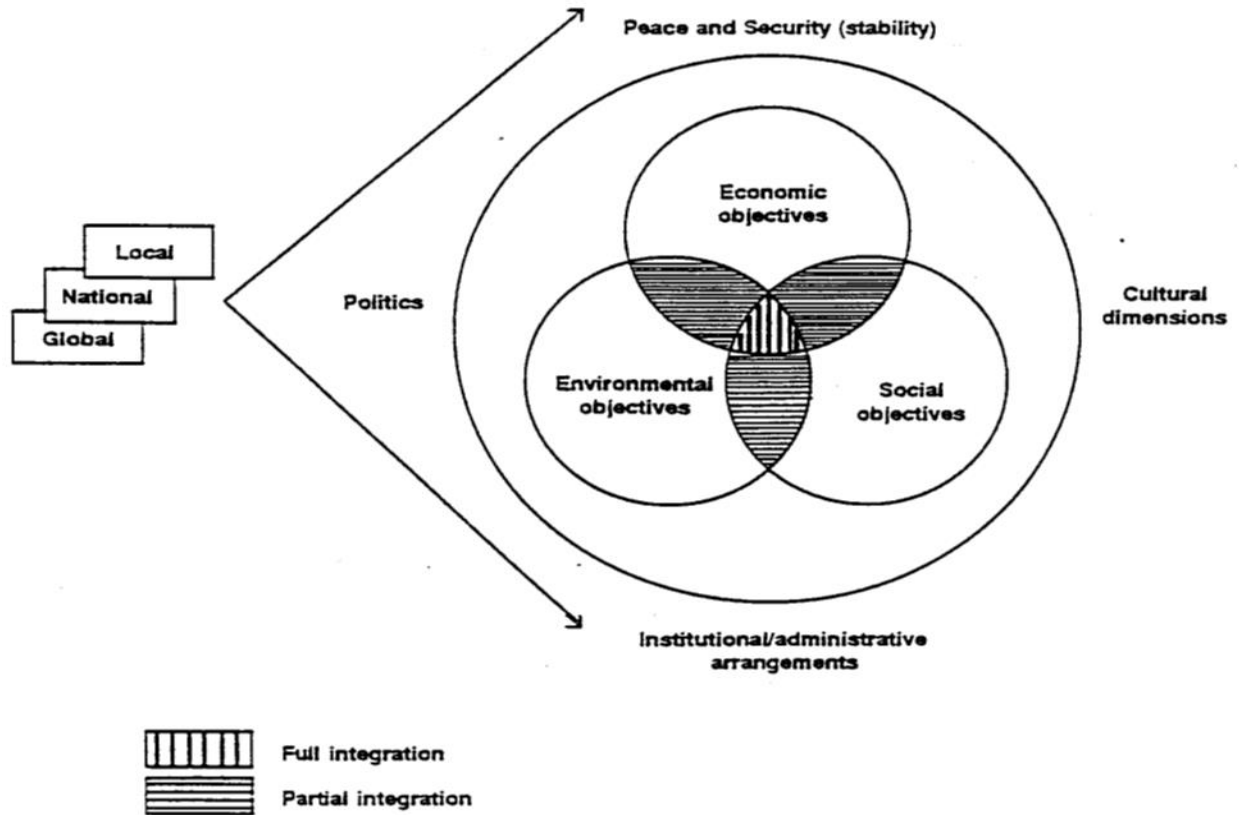 Peace and Security (stability)
Economic
objectives
Local
National
Global
Politics
Cultural
dimensions
Environmental
objectives
Social
objectives
Institutional/administrative
arrangements
Full integration
Partial integration